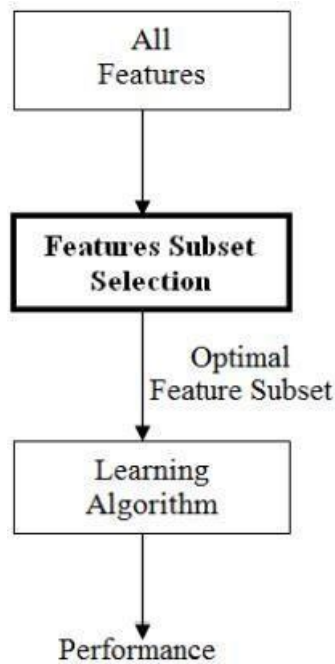 All
Features
Features Subset
Selection
Optimal
Feature Subset
Learning
Algorithm
Performance